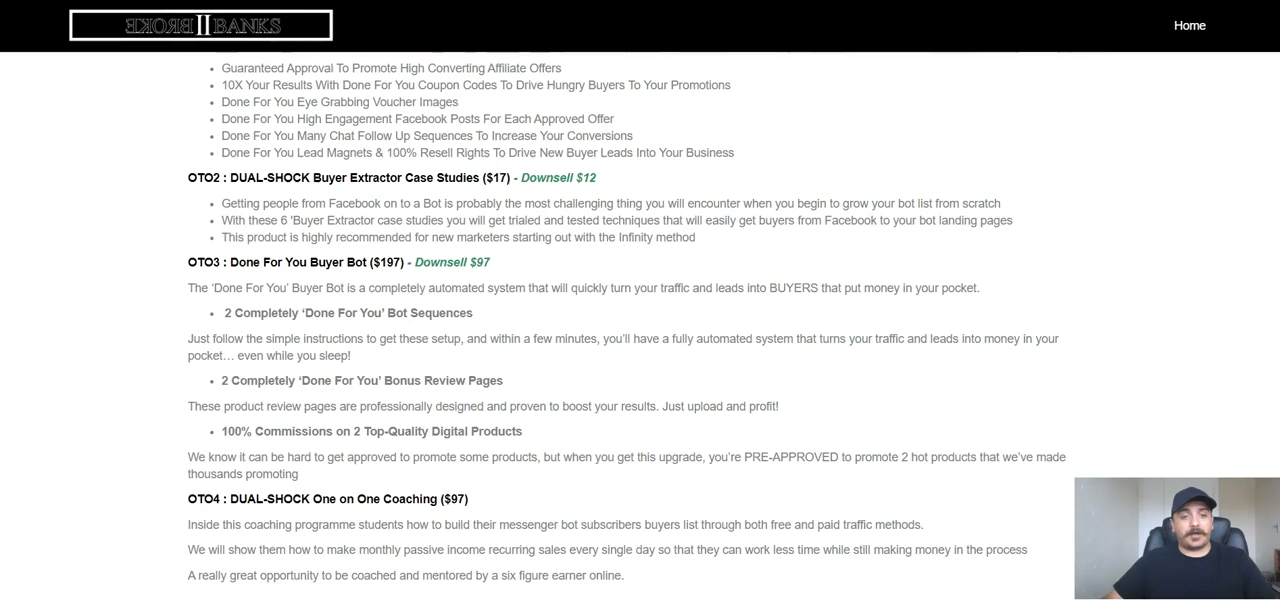 BROKE II BANKS
Home
Guaranteed Approval To Promote High Converting Affiliate Offers
10X Your Results With Done For You Coupon Codes To Drive Hungry Buyers To Your Promotions
Done For You Eye Grabbing Voucher Images
Done For You High Engagement Facebook Posts For Each Approved Offer
Done For You Many Chat Follow Up Sequences To Increase Your Conversions
Done For You Lead Magnets & 100% Resell Rights To Drive New Buyer Leads Into Your Business
OTO2 : DUAL-SHOCK Buyer Extractor Case Studies ($17) - Downsell $12
Getting people from Facebook on to a Bot is probably the most challenging thing you will encounter when you begin to grow your bot list from scratch
With these 6 'Buyer Extractor case studies you will get trialed and tested techniques that will easily get buyers from Facebook to your bot landing pages
This product is highly recommended for new marketers starting out with the Infinity method
OTO3 : Done For You Buyer Bot ($197) - Downsell $97
The ‘Done For You’ Buyer Bot is a completely automated system that will quickly turn your traffic and leads into BUYERS that put money in your pocket.
2 Completely ‘Done For You’ Bot Sequences
Just follow the simple instructions to get these setup, and within a few minutes, you’ll have a fully automated system that turns your traffic and leads into money in your
pocket… even while you sleep!
2 Completely ‘Done For You’ Bonus Review Pages
These product review pages are professionally designed and proven to boost your results. Just upload and profit!
100% Commissions on 2 Top-Quality Digital Products
We know it can be hard to get approved to promote some products, but when you get this upgrade, you’re PRE-APPROVED to promote 2 hot products that we’ve made
thousands promoting
OTO4 : DUAL-SHOCK One on One Coaching ($97)
Inside this coaching programme students how to build their messenger bot subscribers buyers list through both free and paid traffic methods.
We will show them how to make monthly passive income recurring sales every single day so that they can work less time while still making money in the process
A really great opportunity to be coached and mentored by a six figure earner online.